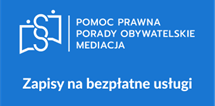 POMOC PRAWNA
PORADY OBYWATELSKIE
MEDIACJA
Zapisy na bezpłatne usługi